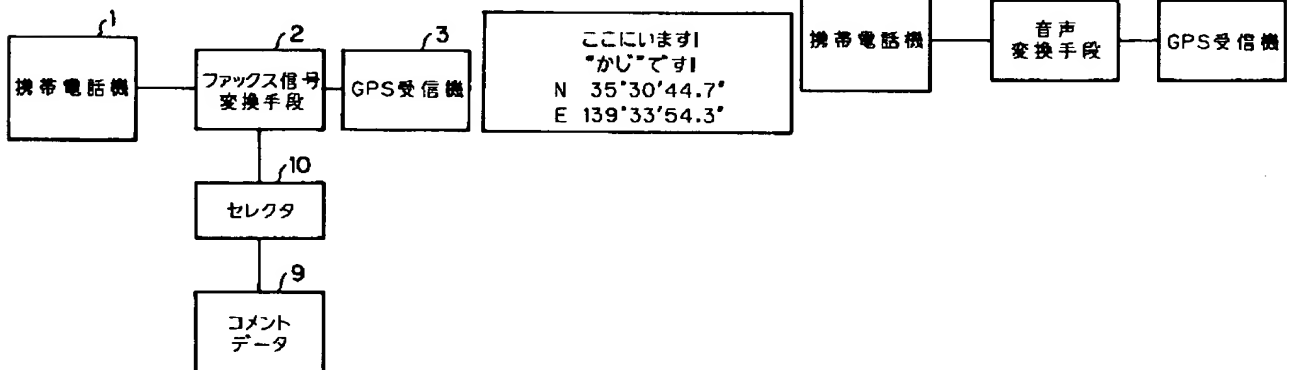 1
携帯電話機
2
ファックス信号
変換手段
3
GPS受信機
10
セレクタ
9
コメント
データ
ここにいます!
"かじ"です!
N 35°30'44.7"
E 139°33'54.3"
携帯電話機
音声
変換手段
GPS受信機